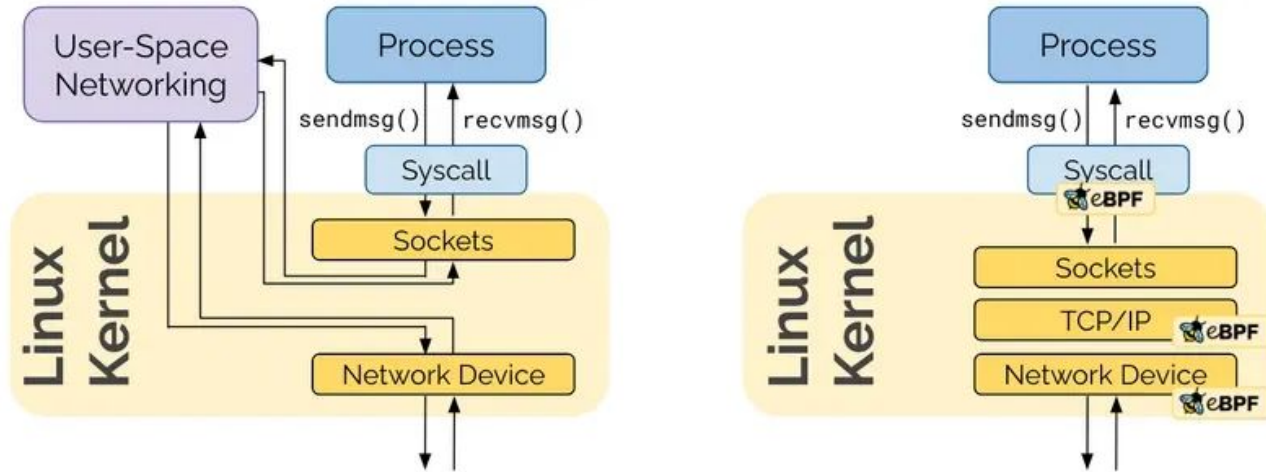 User-Space
Networking
Process
sendmsg()
recvmsg()
Syscall
Linux
Kernel
Sockets
Network Device
Process
sendmsg()
recvmsg()
Syscall
eBPF
Linux
Kernel
Sockets
TCP/IP
eBPF
Network Device
eBPF